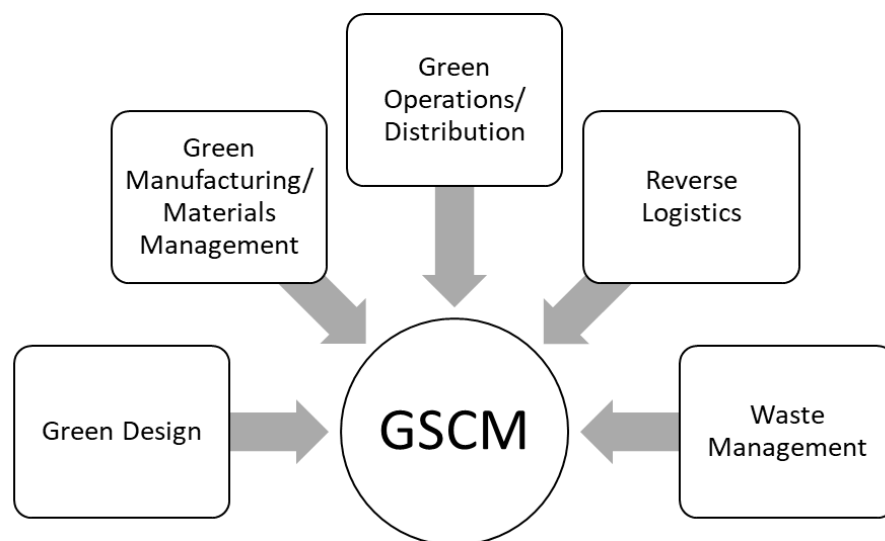 Green
Operations/
Distribution
Green
Manufacturing/
Materials
Management
Reverse
Logistics
Green Design
GSCM
Waste
Management